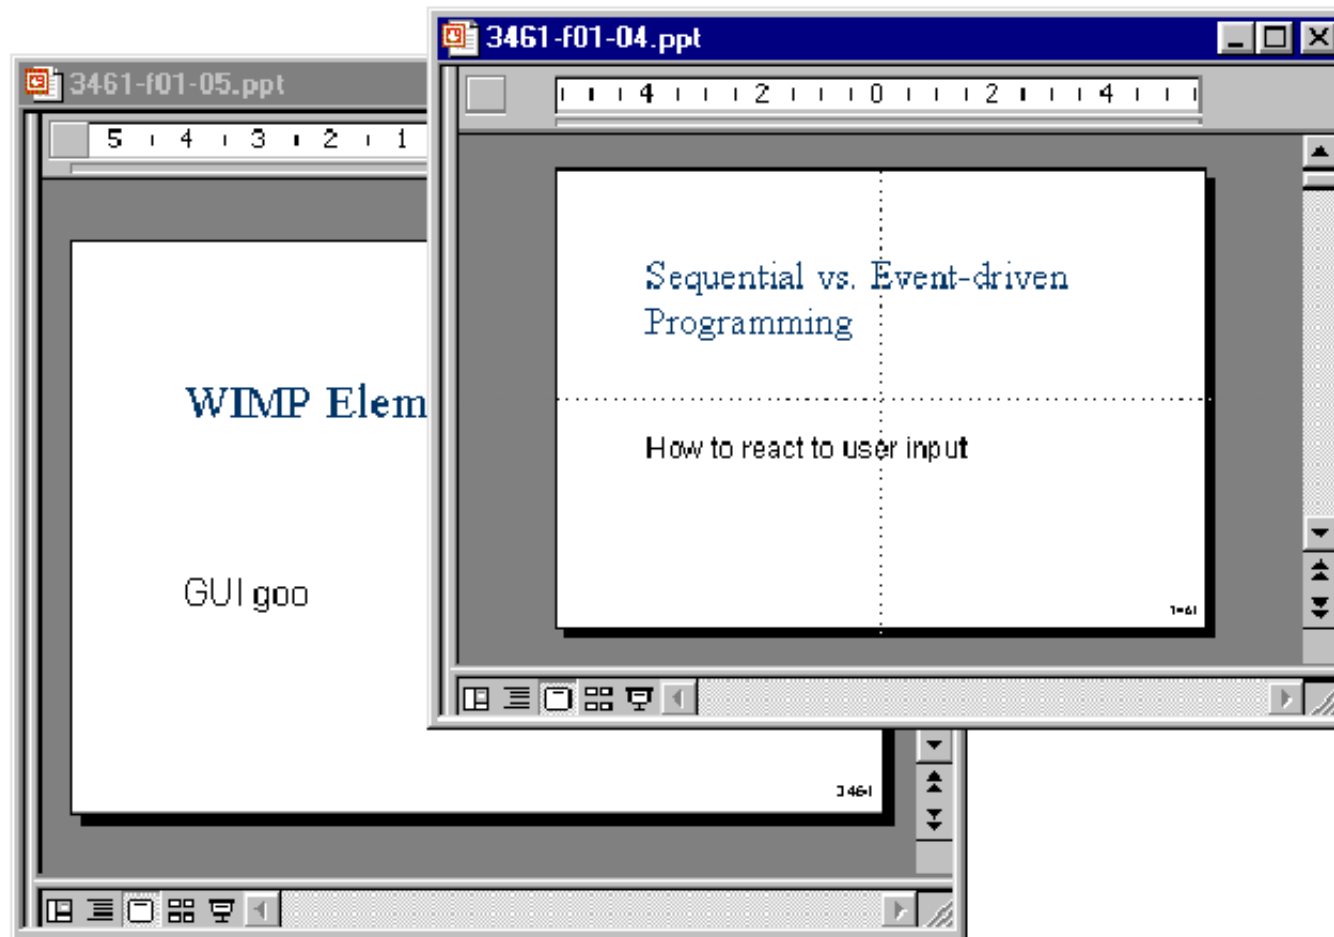 3461-f01-04.ppt
4 2 0 2 4
Sequential vs. Event-driven
Programming
How to react to user input
3461-f01-05.ppt
5 4 3 2 1
WIMP Elem
GUI goo
3461